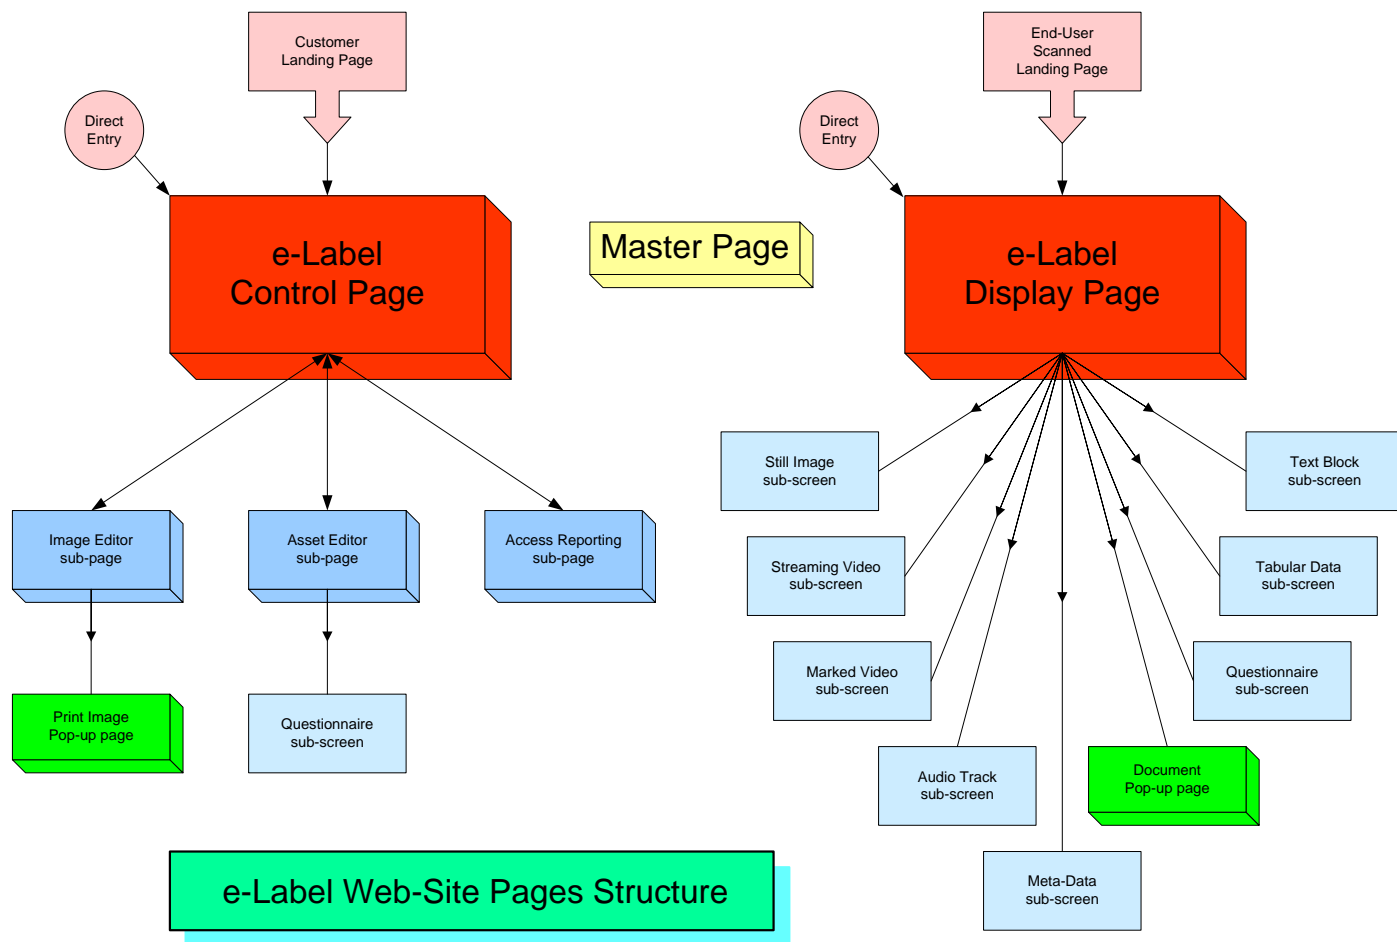 Customer
Landing Page
End-User
Scanned
Landing Page
Direct
Entry
Direct
Entry
e-Label
Control Page
Master Page
e-Label
Display Page
Still Image
sub-screen
Text Block
sub-screen
Image Editor
sub-page
Asset Editor
sub-page
Access Reporting
sub-page
Streaming Video
sub-screen
Tabular Data
sub-screen
Marked Video
sub-screen
Questionnaire
sub-screen
Print Image
Pop-up page
Questionnaire
sub-screen
Audio Track
sub-screen
Document
Pop-up page
e-Label Web-Site Pages Structure
Meta-Data
sub-screen